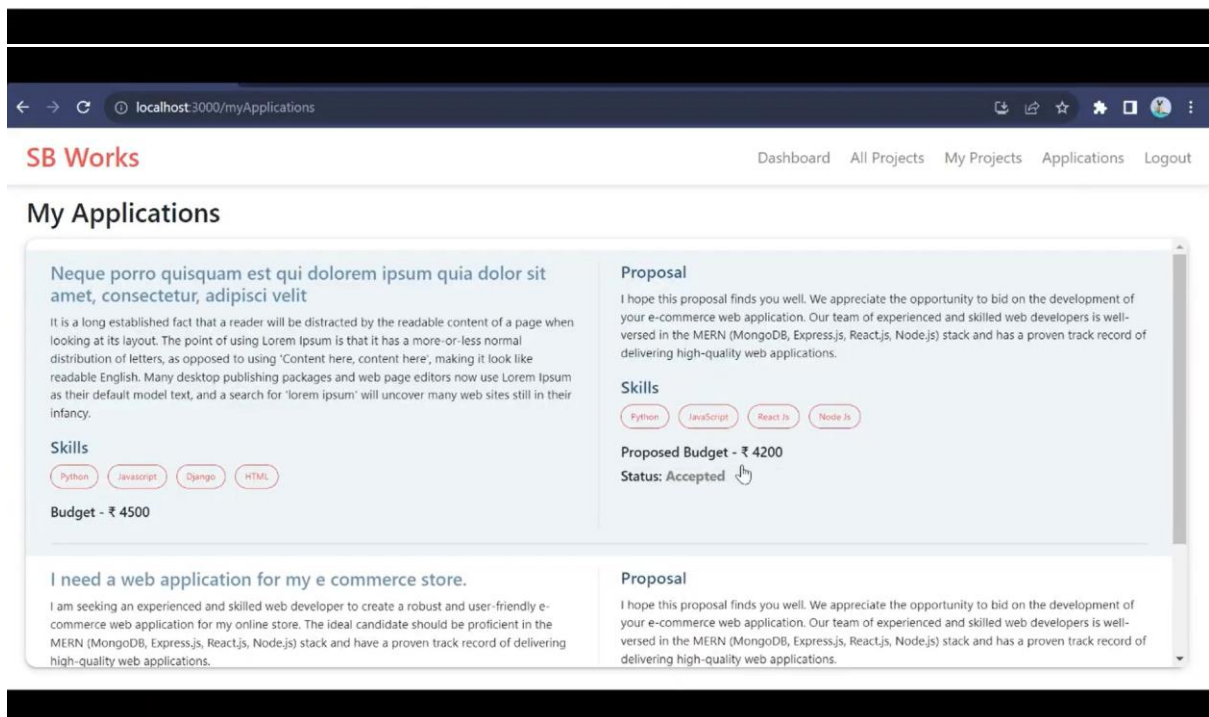 localhost:3000/myApplications
SB Works
Dashboard All Projects My Projects Applications Logout
My Applications
Neque porro quisquam est qui dolorem ipsum quia dolor sit
amet, consectetur, adipisci velit
It is a long established fact that a reader will be distracted by the readable content of a page when
looking at its layout. The point of using Lorem Ipsum is that it has a more-or-less normal
distribution of letters, as opposed to using 'Content here, content here', making it look like
readable English. Many desktop publishing packages and web page editors now use Lorem Ipsum
as their default model text, and a search for 'lorem ipsum' will uncover many web sites still in their
infancy.
Skills
Python Javascript Django HTML
Budget - ₹ 4500
Proposal
I hope this proposal finds you well. We appreciate the opportunity to bid on the development of
your e-commerce web application. Our team of experienced and skilled web developers is well-
versed in the MERN (MongoDB, Express.js, React.js, Node.js) stack and has a proven track record of
delivering high-quality web applications.
Skills
Python JavaScript React Js Node Js
Proposed Budget - ₹ 4200
Status: Accepted
I need a web application for my e commerce store.
I am seeking an experienced and skilled web developer to create a robust and user-friendly e-
commerce web application for my online store. The ideal candidate should be proficient in the
MERN (MongoDB, Express.js, React.js, Node.js) stack and have a proven track record of delivering
high-quality web applications.
Proposal
I hope this proposal finds you well. We appreciate the opportunity to bid on the development of
your e-commerce web application. Our team of experienced and skilled web developers is well-
versed in the MERN (MongoDB, Express.js, React.js, Node.js) stack and has a proven track record of
delivering high-quality web applications.